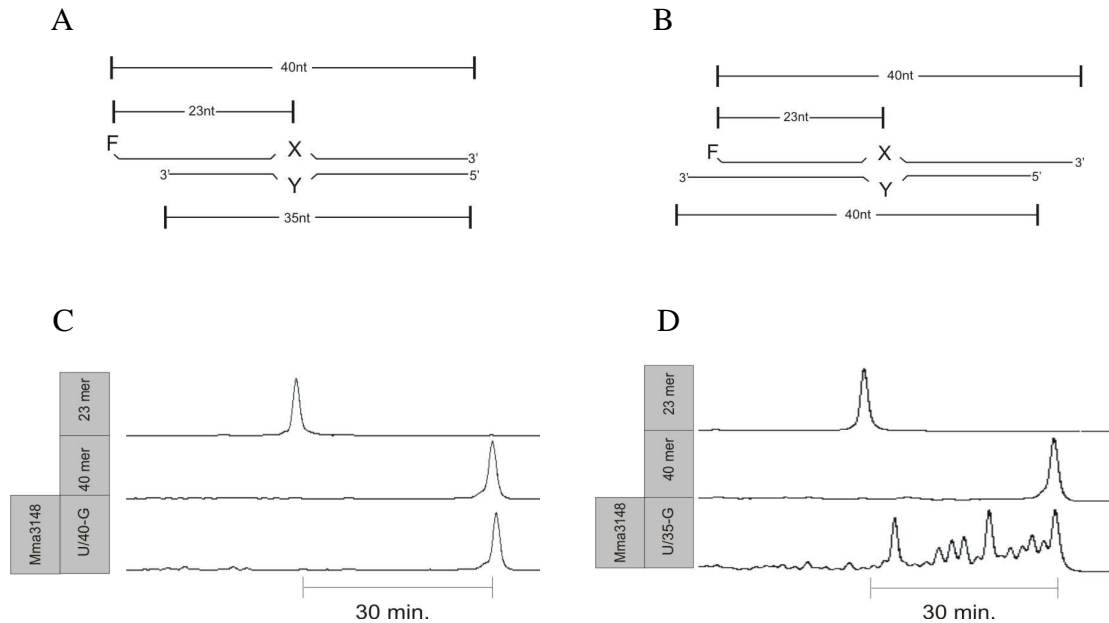 A
40nt
23nt
F
X
3'
3'
Y
5'
35nt
B
40nt
23nt
F
X
3'
3'
Y
5'
40nt
C
23 mer
40 mer
Mma3148
U/40-G
30 min.
D
23 mer
40 mer
Mma3148
U/35-G
30 min.